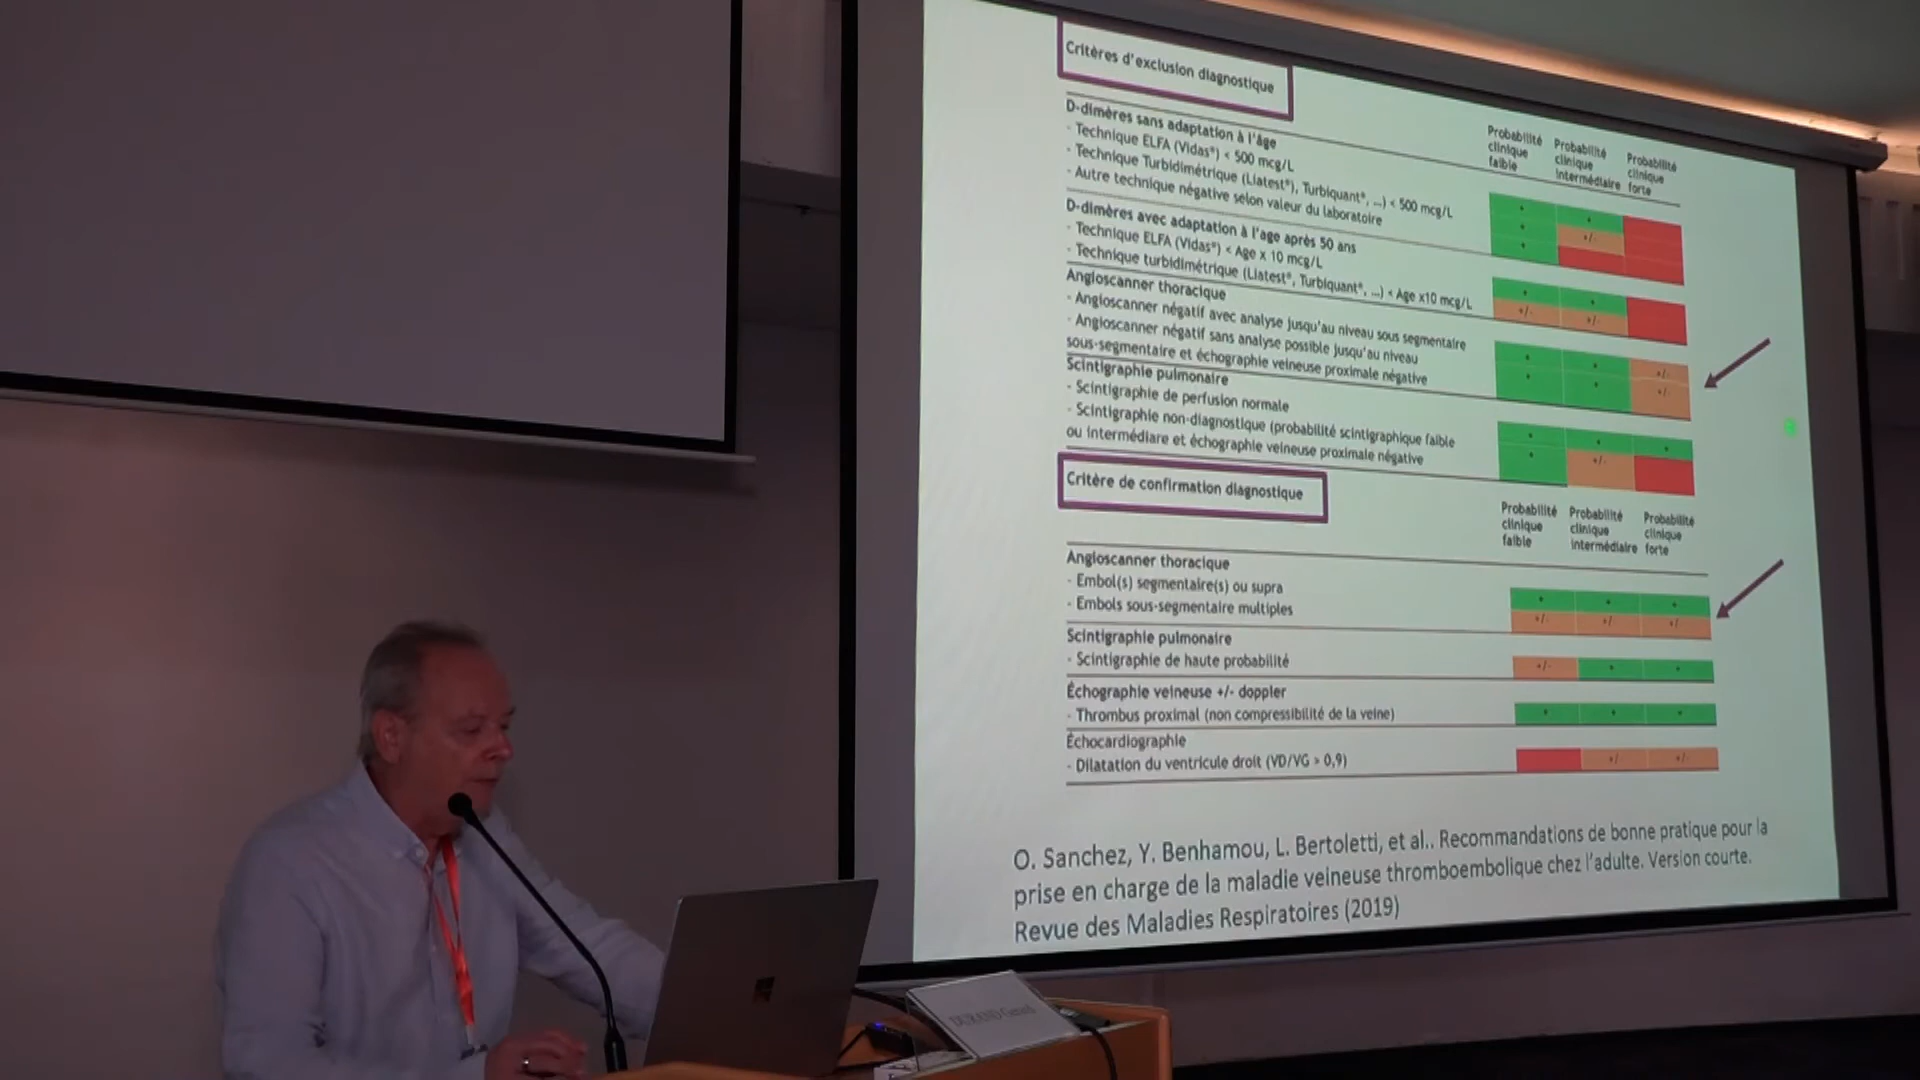 Critères d'exclusion diagnostique
Probabilité clinique faible
Probabilité clinique intermédiaire
Probabilité clinique forte
D-dimères sans adaptation à l'âge
- Technique ELFA (Vidas®) < 500 mcg/L
- Technique Turbidimétrique (Liatest®), Turbiquant®, ...) < 500 mcg/L
- Autre technique négative selon valeur du laboratoire
+
+
+
+
+/-
D-dimères avec adaptation à l'age après 50 ans
- Technique ELFA (Vidas®) < Age x 10 mcg/L
- Technique turbidimétrique (Liatest®, Turbiquant®, ...) < Age x10 mcg/L
+
+
+/-
+/-
Angioscanner thoracique
- Angioscanner négatif avec analyse jusqu'au niveau sous segmentaire
- Angioscanner négatif sans analyse possible jusqu'au niveau
sous-segmentaire et échographie veineuse proximale négative
+
+
+/-
+
+
+/-
Scintigraphie pulmonaire
- Scintigraphie de perfusion normale
- Scintigraphie non-diagnostique (probabilité scintigraphique faible
ou intermédiare et échographie veineuse proximale négative
+
+
+
+
+/-
Critère de confirmation diagnostique
Probabilité clinique faible
Probabilité clinique intermédiaire
Probabilité clinique forte
Angioscanner thoracique
- Embol(s) segmentaire(s) ou supra
- Embols sous-segmentaire multiples
+
+
+
+/-
+/
+/
Scintigraphie pulmonaire
- Scintigraphie de haute probabilité
+/-
+
+
Échographie veineuse +/- doppler
- Thrombus proximal (non compressibilité de la veine)
+
+
+
Échocardiographie
- Dilatation du ventricule droit (VD/VG > 0,9)
+/
+/-
O. Sanchez, Y. Benhamou, L. Bertoletti, et al.. Recommandations de bonne pratique pour la
prise en charge de la maladie veineuse thromboembolique chez l'adulte. Version courte.
Revue des Maladies Respiratoires (2019)
DURAND Gérard